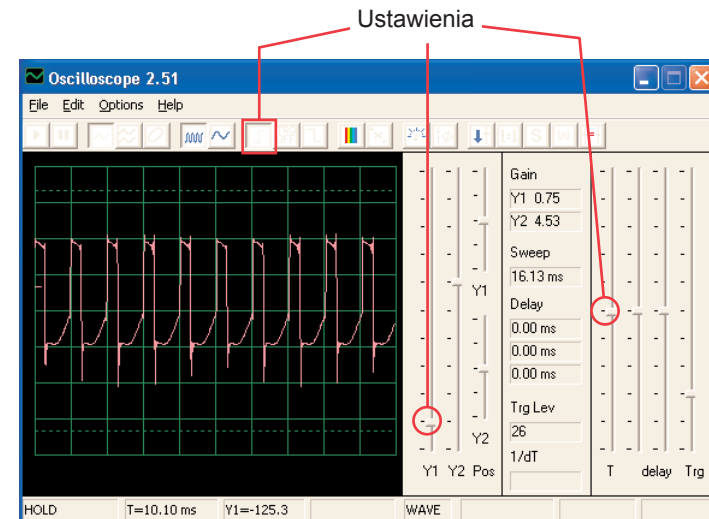 Ustawienia
Oscilloscope 2.51
File Edit Options Help
Gain
Y1 0.75
Y2 4.53
Sweep
16.13 ms
Y1
Delay
0.00 ms
0.00 ms
0.00 ms
Trg Lev
26
Y2
1/dT
Y1 Y2 Pos
T delay Trg
HOLD T=10.10 ms Y1=-125.3 WAVE